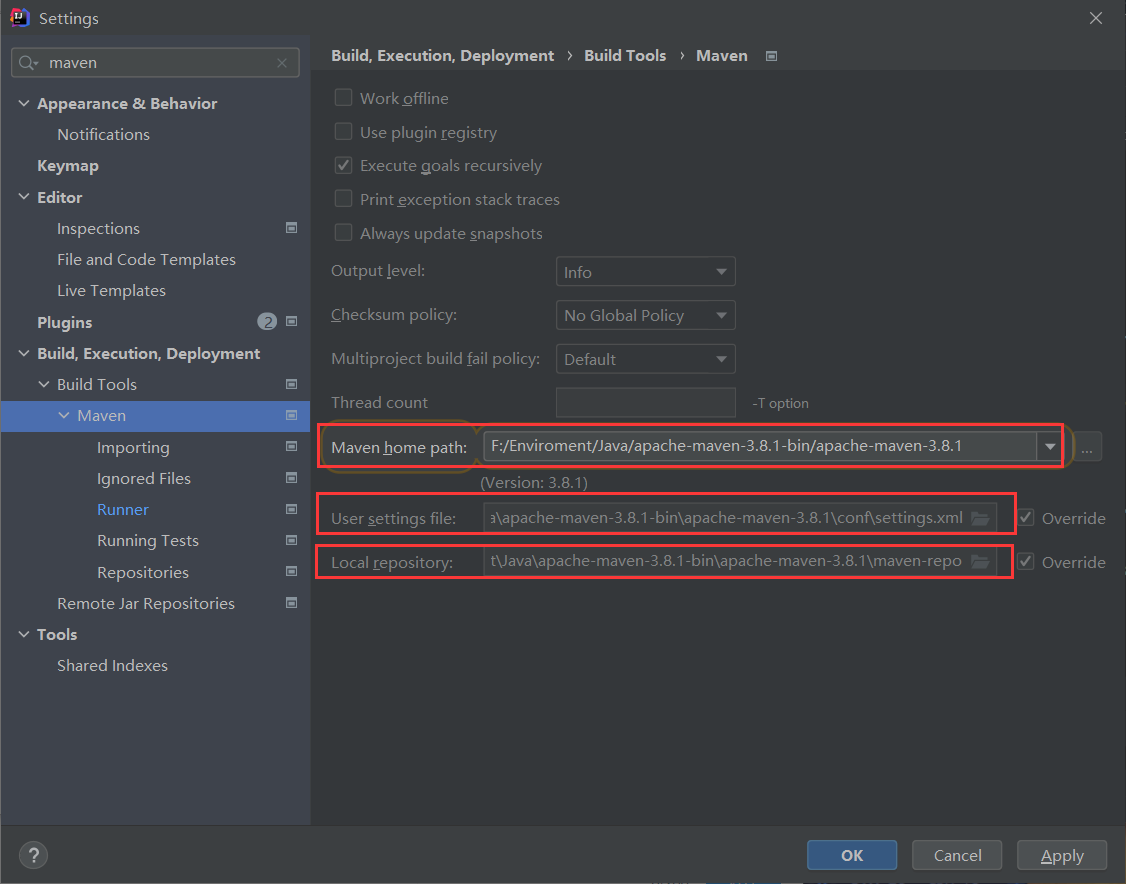 Settings
maven
Appearance & Behavior
Notifications
Keymap
Editor
Inspections
File and Code Templates
Live Templates
Plugins 2
Build, Execution, Deployment
Build Tools
Maven
Importing
Ignored Files
Runner
Running Tests
Repositories
Remote Jar Repositories
Tools
Shared Indexes
Build, Execution, Deployment › Build Tools › Maven
Work offline
Use plugin registry
Execute goals recursively
Print exception stack traces
Always update snapshots
Output level: Info
Checksum policy: No Global Policy
Multiproject build fail policy: Default
Thread count -T option
Maven home path: F:/Enviroment/Java/apache-maven-3.8.1-bin/apache-maven-3.8.1 ...
(Version: 3.8.1)
User settings file: a\apache-maven-3.8.1-bin\apache-maven-3.8.1\conf\settings.xml Override
Local repository: t\Java\apache-maven-3.8.1-bin\apache-maven-3.8.1\maven-repo Override
? OK Cancel Apply